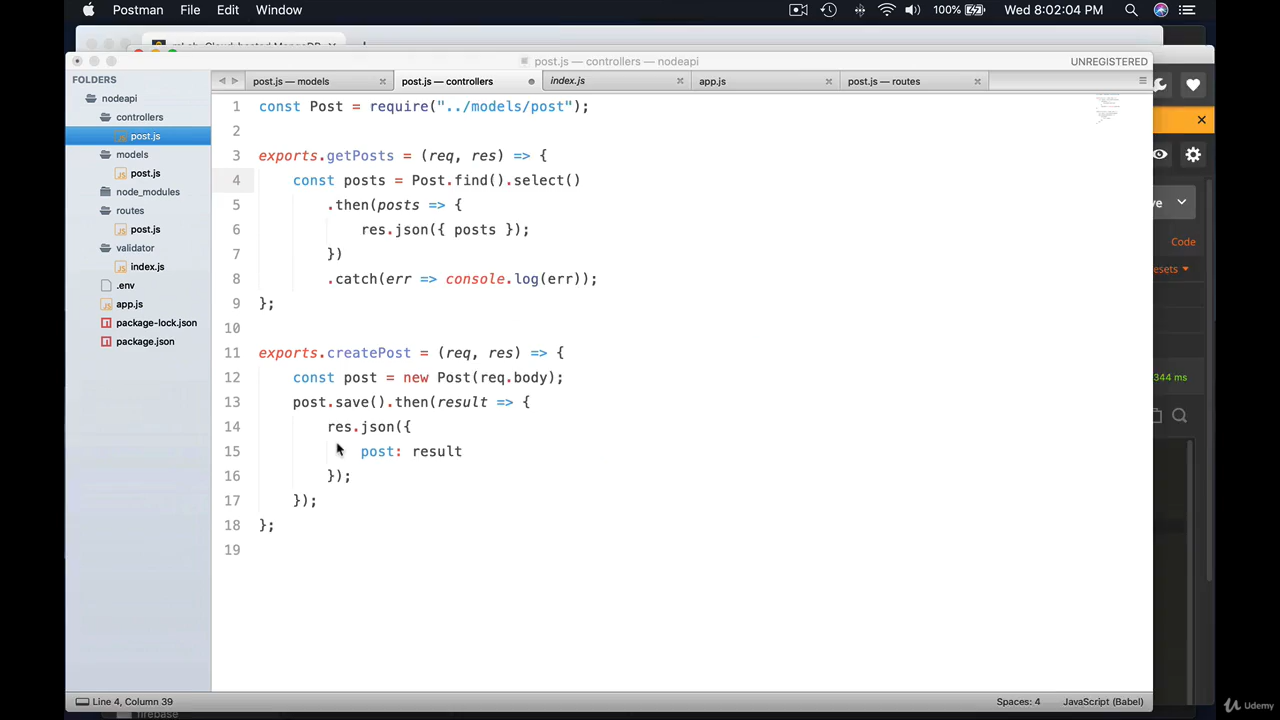 Postman File Edit Window 100% Wed 8:02:04 PM
post.js — controllers — nodeapi UNREGISTERED
FOLDERS
nodeapi
controllers
post.js
models
post.js
node_modules
routes
post.js
validator
index.js
.env
app.js
package-lock.json
package.json
post.js — models post.js — controllers index.js app.js post.js — routes
1 const Post = require("../models/post");
2
3 exports.getPosts = (req, res) => {
4 const posts = Post.find().select()
5 .then(posts => {
6 res.json({ posts });
7 })
8 .catch(err => console.log(err));
9 };
10
11 exports.createPost = (req, res) => {
12 const post = new Post(req.body);
13 post.save().then(result => {
14 res.json({
15 post: result
16 });
17 });
18 };
19
Code
344 ms
Line 4, Column 39 Spaces: 4 JavaScript (Babel)
firebase
Udemy